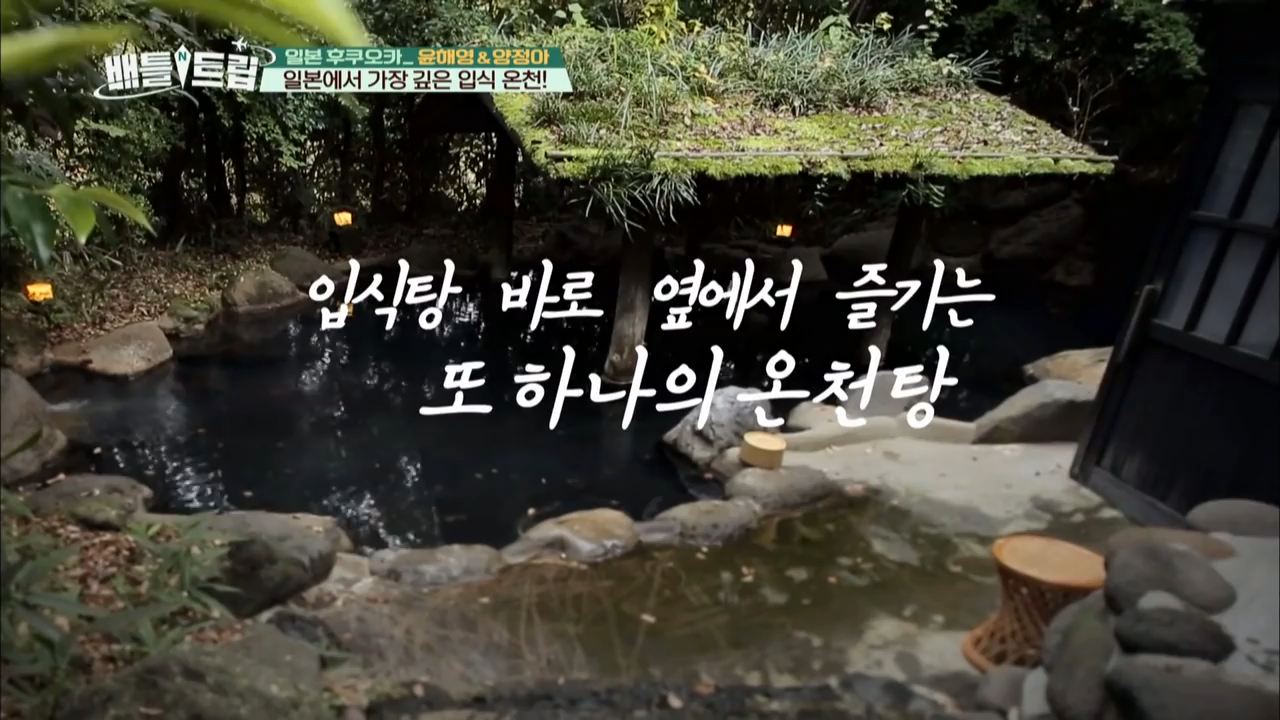 배틀 트립
일본 후쿠오카_ 윤해영 & 양정아
일본에서 가장 깊은 입식 온천!
입식탕 바로 옆에서 즐기는
또 하나의 온천탕